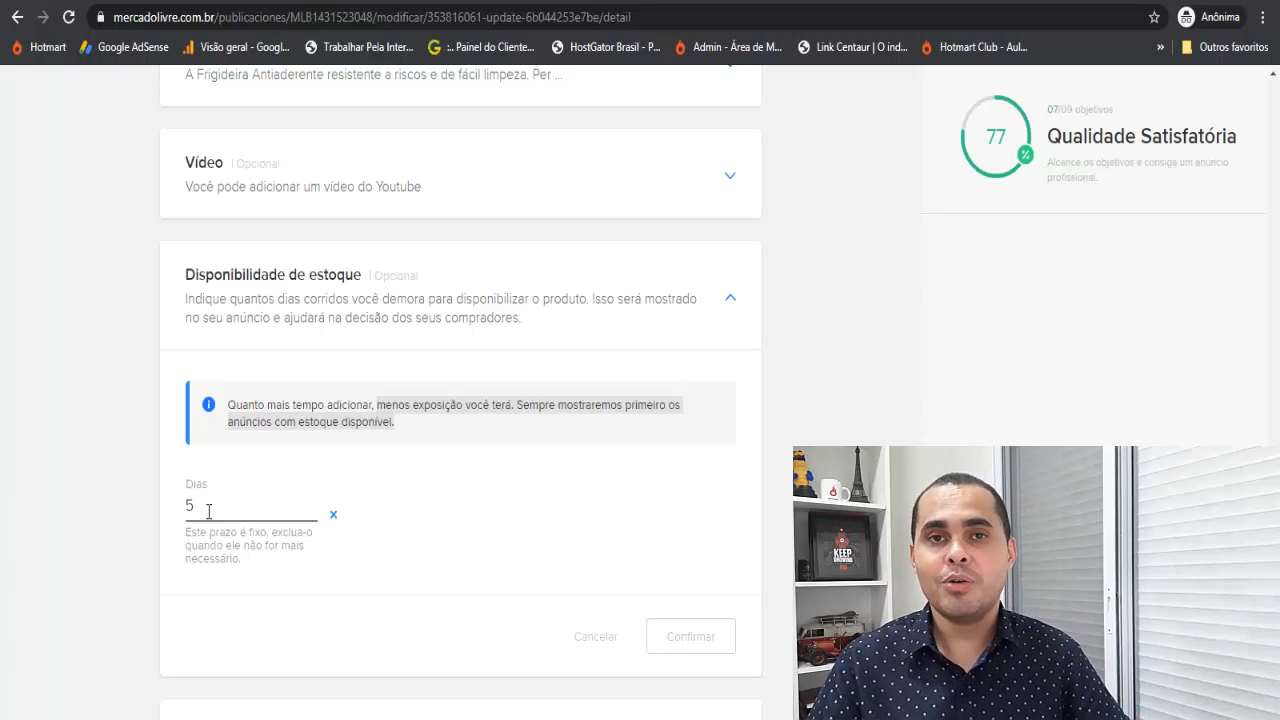 mercadolivre.com.br/publicaciones/MLB1431523048/modificar/353816061-update-6b044253e7be/detail
Anônima
Hotmart
Google AdSense
Visão geral - Googl...
Trabalhar Pela Inter...
:. Painel do Cliente...
HostGator Brasil - P...
Admin - Área de M...
Link Centaur | O ind...
Hotmart Club - Aul...
»
Outros favoritos
A Frigideira Antiaderente resistente a riscos e de fácil limpeza. Per ...
07/09 objetivos
77
Qualidade Satisfatória
Alcance os objetivos e consiga um anúncio
profissional.
Vídeo | Opcional
Você pode adicionar um vídeo do Youtube
Disponibilidade de estoque | Opcional
Indique quantos dias corridos você demora para disponibilizar o produto. Isso será mostrado
no seu anúncio e ajudará na decisão dos seus compradores.
Quanto mais tempo adicionar, menos exposição você terá. Sempre mostraremos primeiro os
anúncios com estoque disponível.
Dias
5
Este prazo é fixo, exclua-o
quando ele não for mais
necessário.
Cancelar
Confirmar
KEEP
GROWING